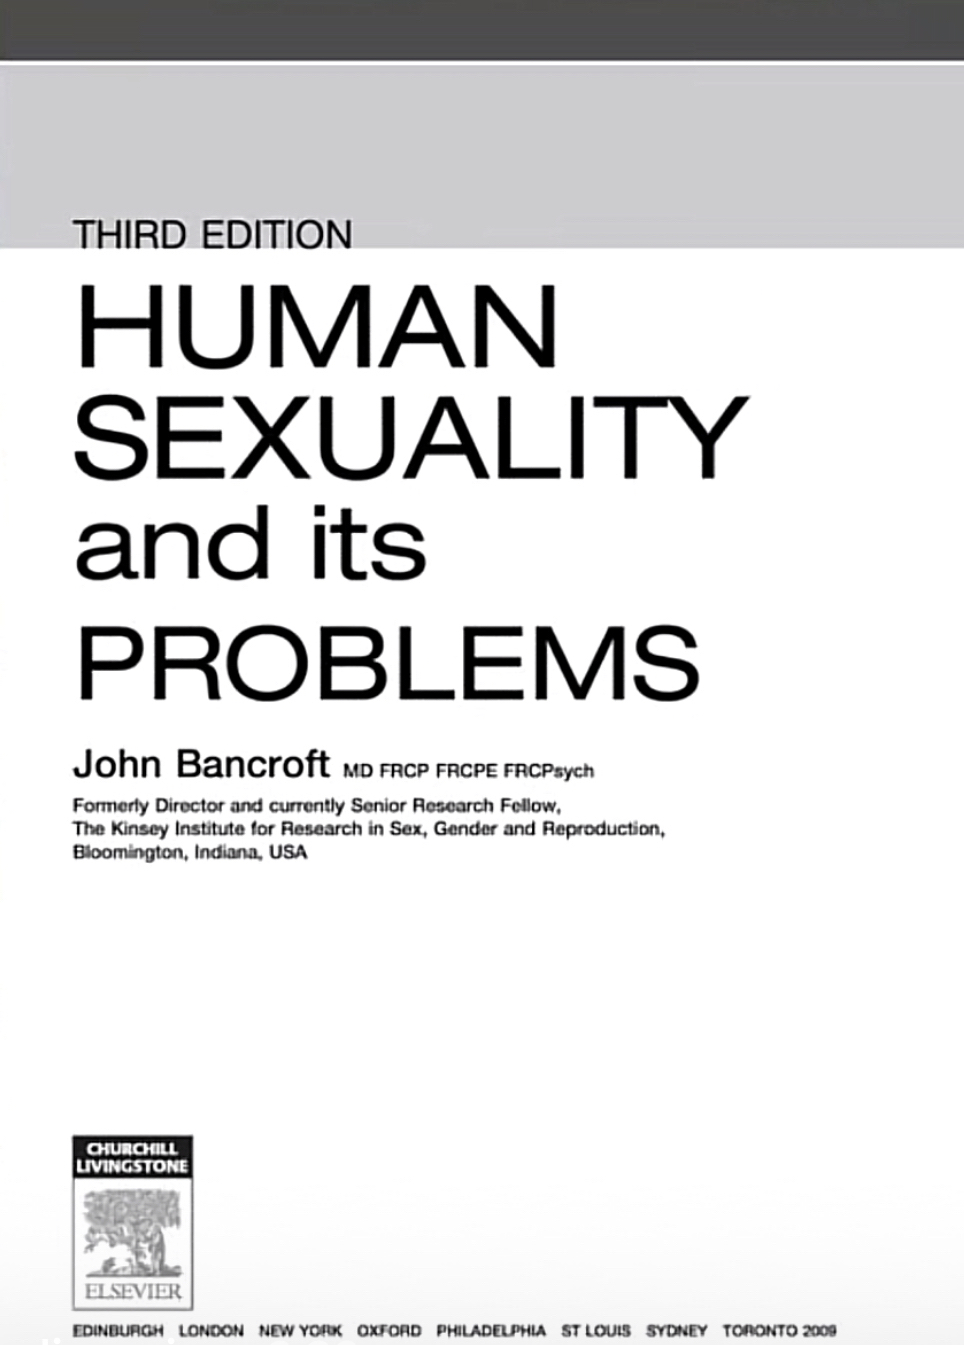 THIRD EDITION
HUMAN
SEXUALITY
and its
PROBLEMS
John Bancroft MD FRCP FRCPE FRCPsych
Formerly Director and currently Senior Research Fellow,
The Kinsey Institute for Research in Sex, Gender and Reproduction,
Bloomington, Indiana, USA
CHURCHILL
LIVINGSTONE
ELSEVIER
EDINBURGH LONDON NEW YORK OXFORD PHILADELPHIA ST LOUIS SYDNEY TORONTO 2009